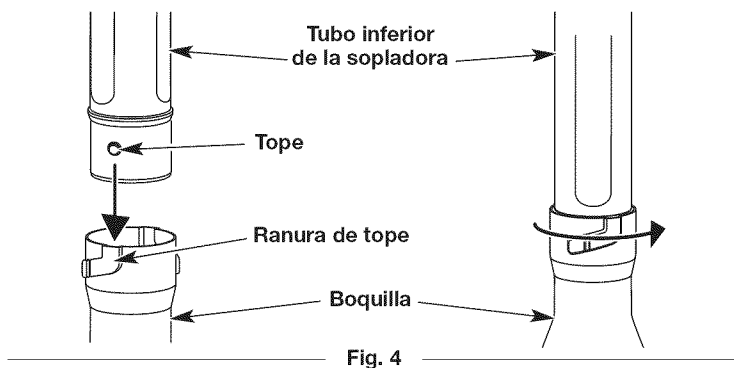 Tubo inferior
de la sopladora
Tope
Ranura de tope
Boquilla
Fig. 4